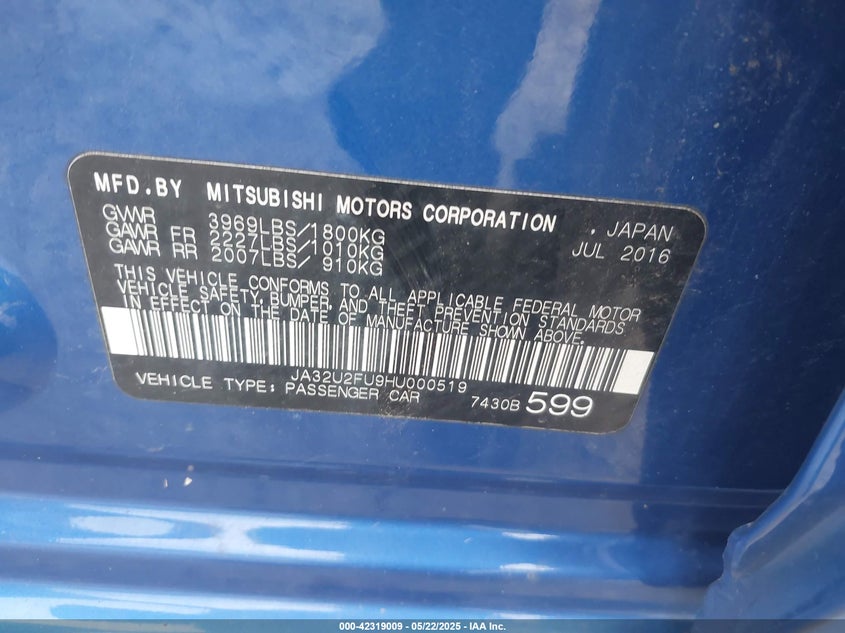 MFD.BY MITSUBISHI MOTORS CORPORATION , JAPAN
GVWR 3969LBS/1800KG JUL 2016
GAWR FR 2227LBS/1010KG
GAWR RR 2007LBS/ 910KG
THIS VEHICLE CONFORMS TO ALL APPLICABLE FEDERAL MOTOR
VEHICLE SAFETY, BUMPER, AND THEFT PREVENTION STANDARDS
IN EFFECT ON THE DATE OF MANUFACTURE SHOWN ABOVE.
JA32U2FU9HU000519
VEHICLE TYPE: PASSENGER CAR 7430B 599
000-42319009 - 05/22/2025 - IAA Inc.